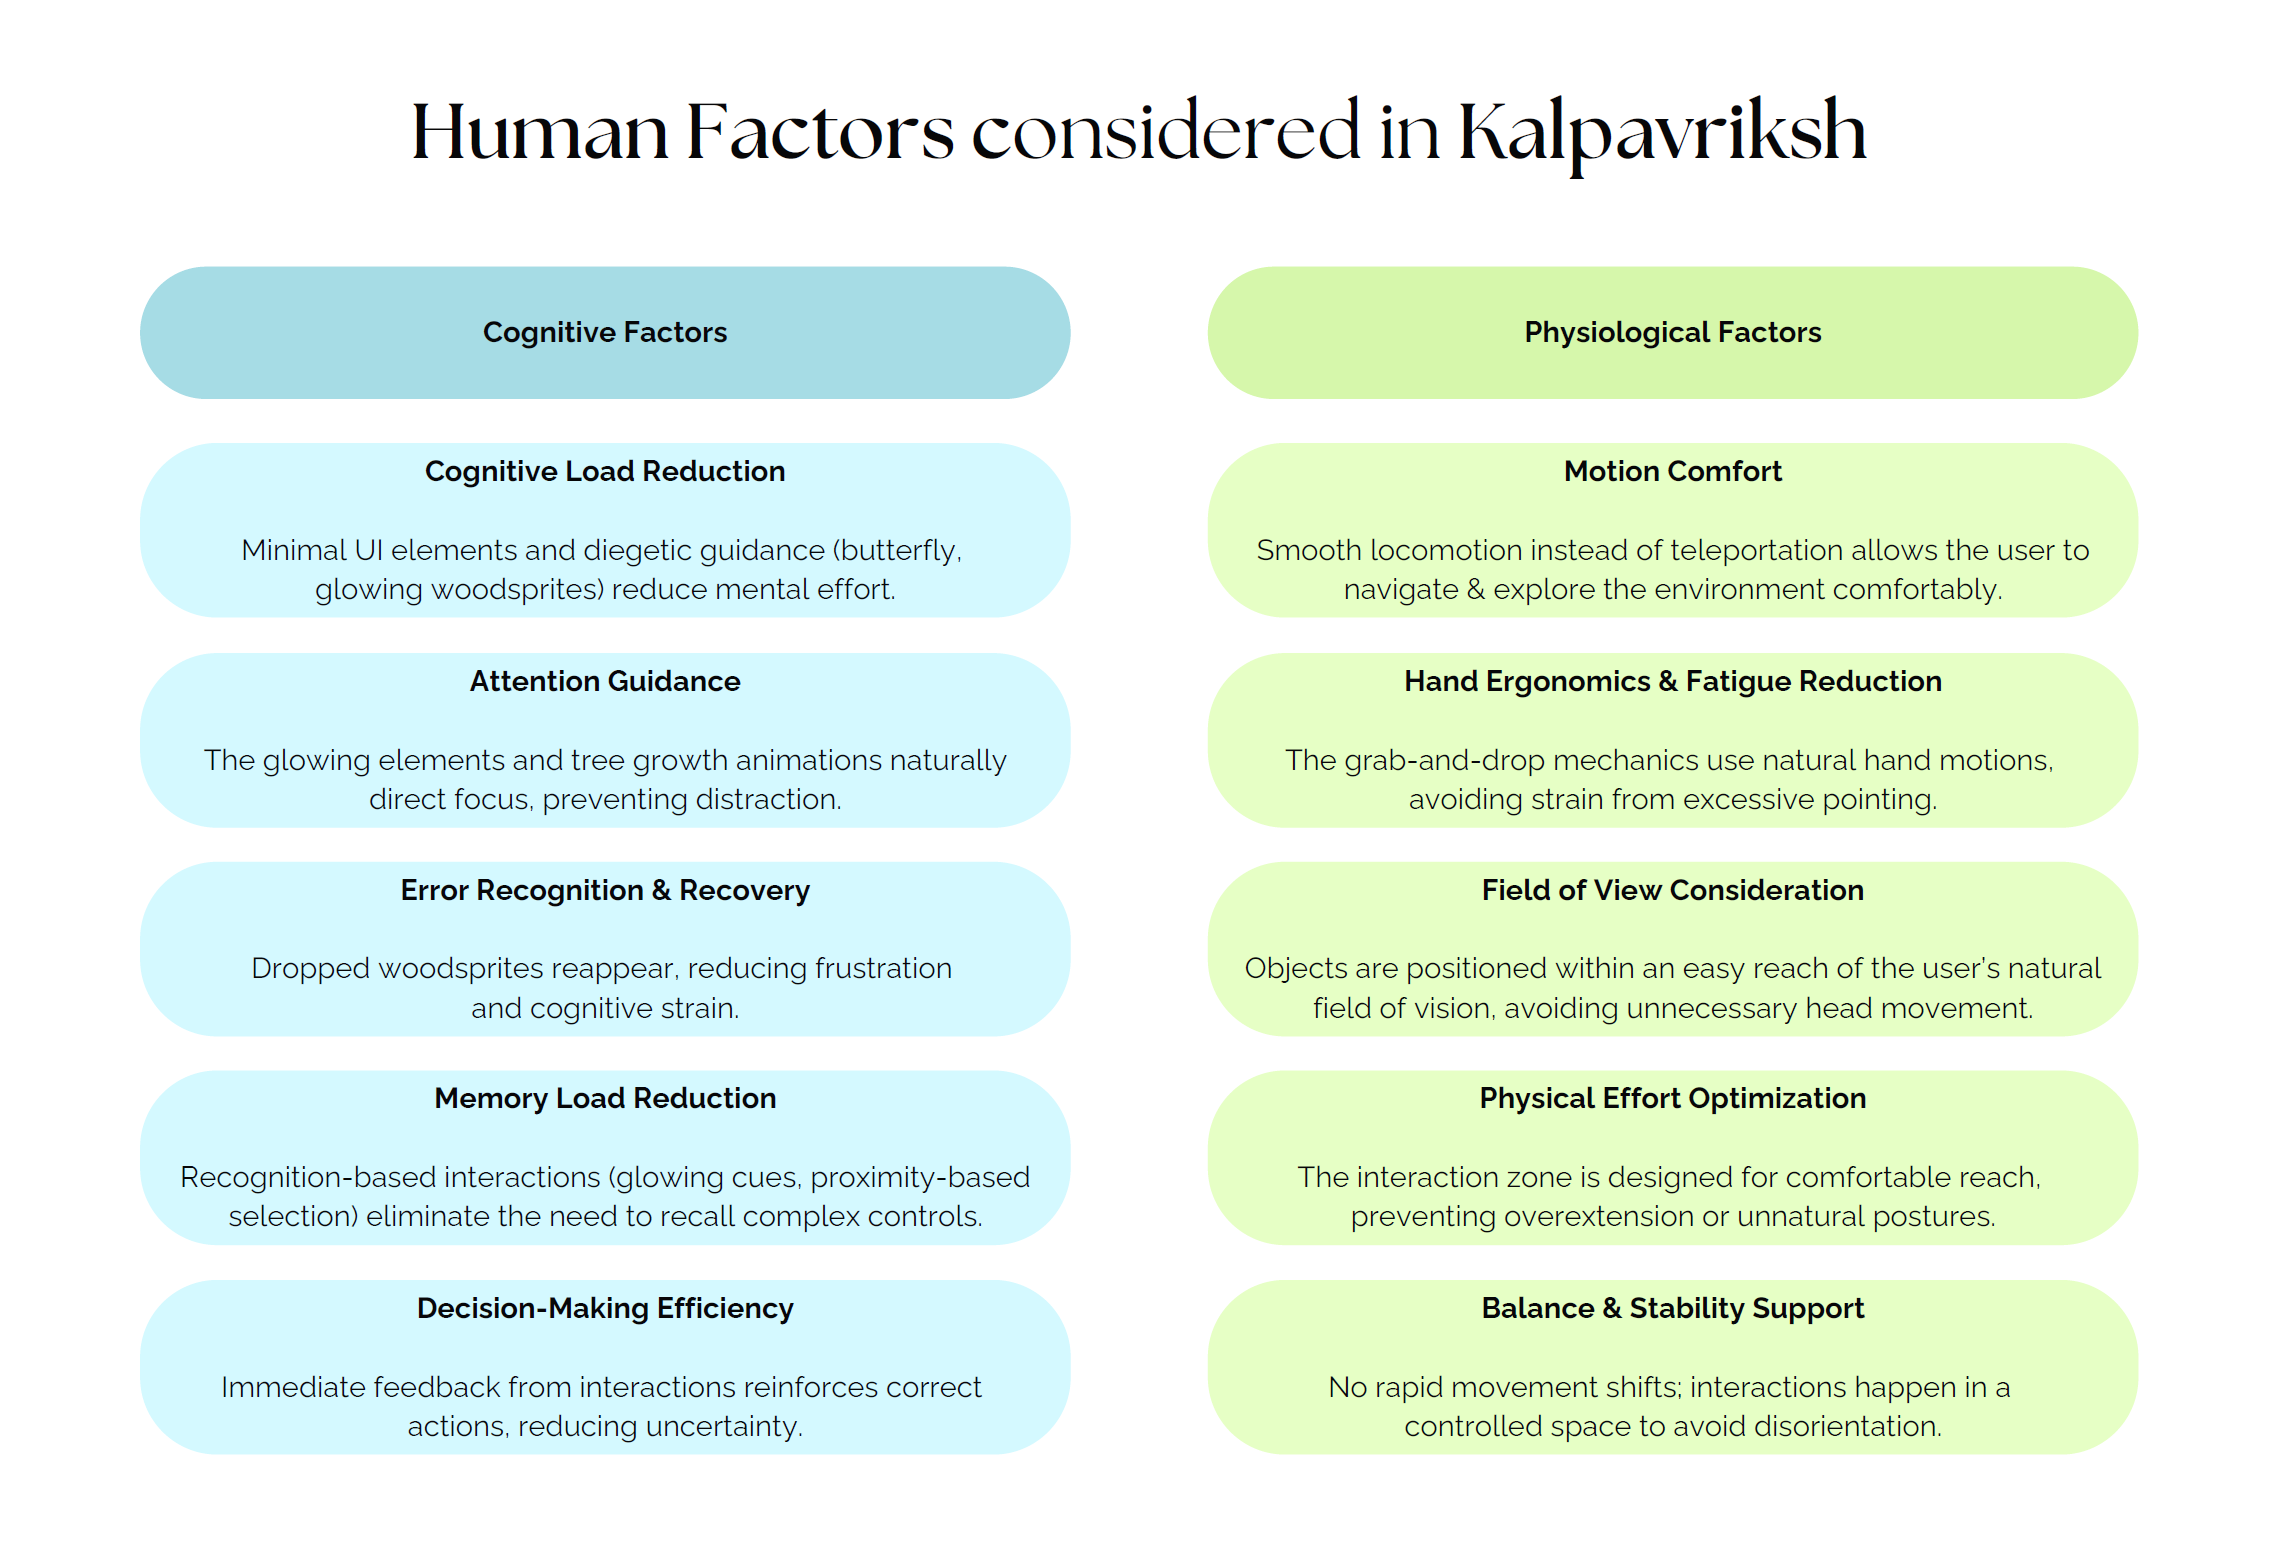 Human Factors considered in Kalpavriksh
Cognitive Factors
Cognitive Load Reduction
Minimal UI elements and diegetic guidance (butterfly,
glowing woodsprites) reduce mental effort.
Attention Guidance
The glowing elements and tree growth animations naturally
direct focus, preventing distraction.
Error Recognition & Recovery
Dropped woodsprites reappear, reducing frustration
and cognitive strain.
Memory Load Reduction
Recognition-based interactions (glowing cues, proximity-based
selection) eliminate the need to recall complex controls.
Decision-Making Efficiency
Immediate feedback from interactions reinforces correct
actions, reducing uncertainty.
Physiological Factors
Motion Comfort
Smooth locomotion instead of teleportation allows the user to
navigate & explore the environment comfortably.
Hand Ergonomics & Fatigue Reduction
The grab-and-drop mechanics use natural hand motions,
avoiding strain from excessive pointing.
Field of View Consideration
Objects are positioned within an easy reach of the user's natural
field of vision, avoiding unnecessary head movement.
Physical Effort Optimization
The interaction zone is designed for comfortable reach,
preventing overextension or unnatural postures.
Balance & Stability Support
No rapid movement shifts; interactions happen in a
controlled space to avoid disorientation.